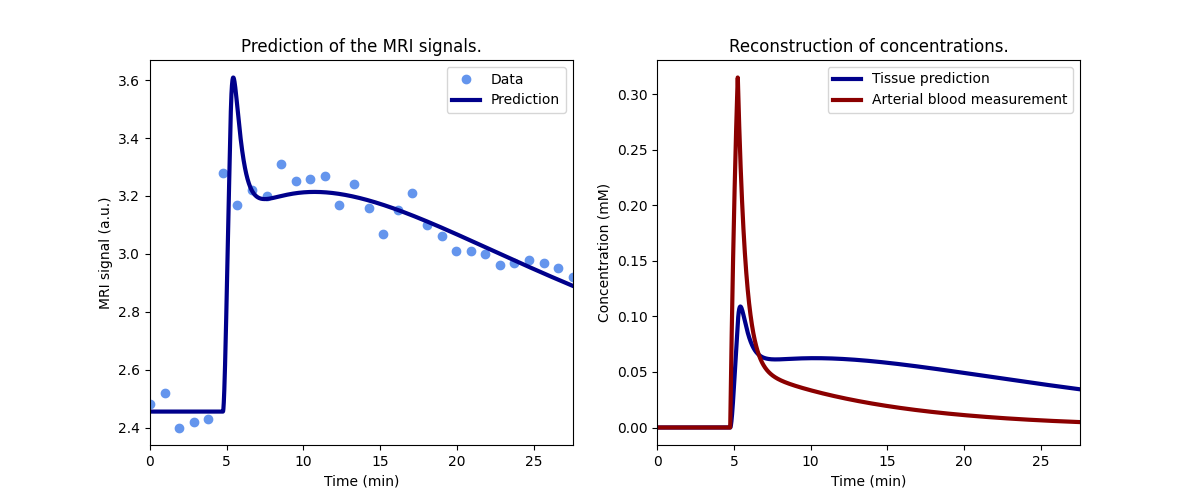 Prediction of the MRI signals.
MRI signal (a.u.)
3.6
3.4
3.2
3.0
2.8
2.6
2.4
0 5 10 15 20 25
Time (min)
Data
Prediction
Reconstruction of concentrations.
Concentration (mM)
0.30
0.25
0.20
0.15
0.10
0.05
0.00
0 5 10 15 20 25
Time (min)
Tissue prediction
Arterial blood measurement